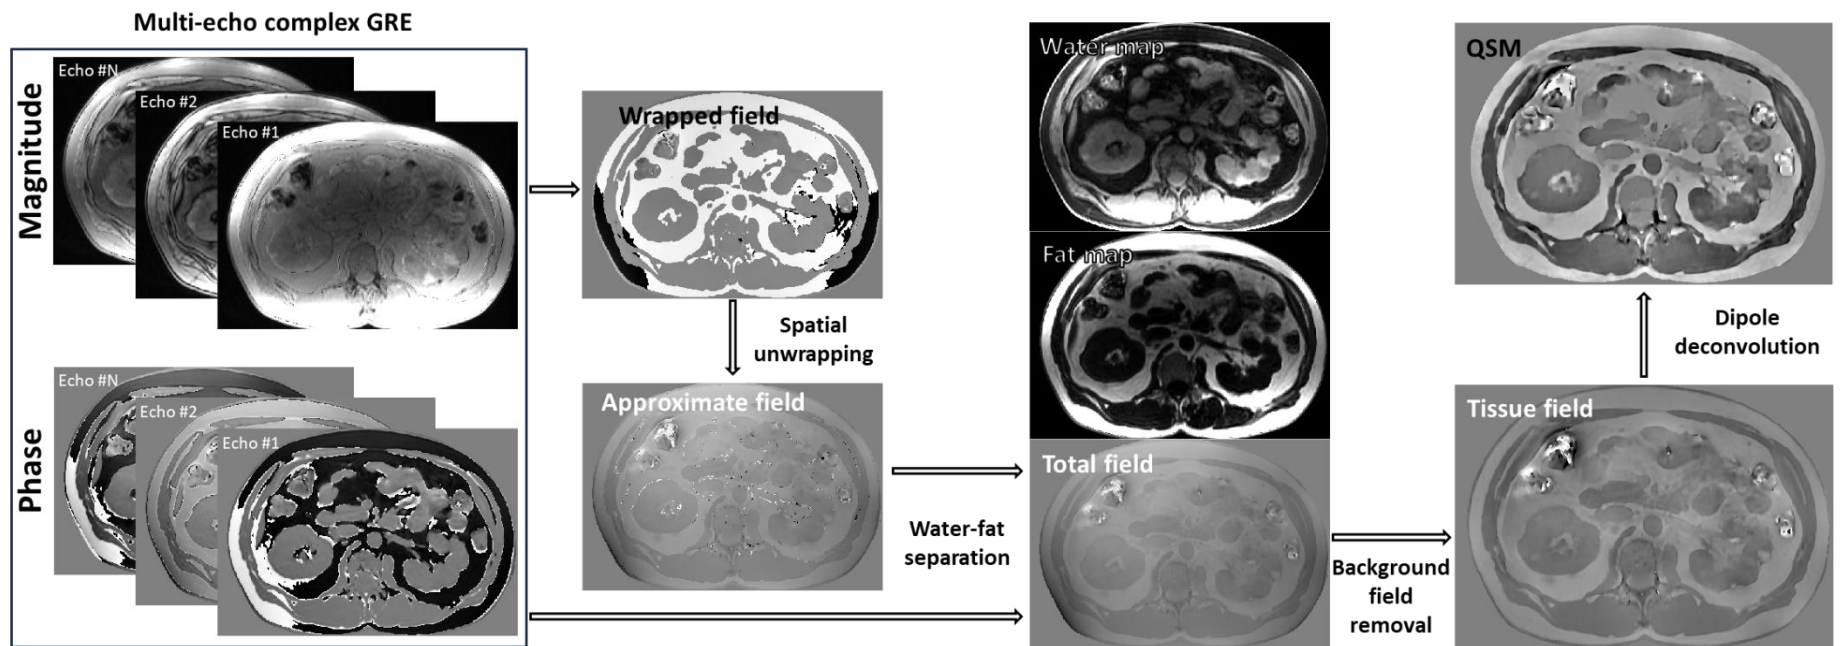 Multi-echo complex GRE
Magnitude
Echo #N
Echo #2
Echo #1
Phase
Echo #N
Echo #2
Echo #1
Wrapped field
Spatial
unwrapping
Approximate field
Water-fat
separation
Water map
Fat map
Total field
Background
field
removal
Tissue field
Dipole
deconvolution
QSM